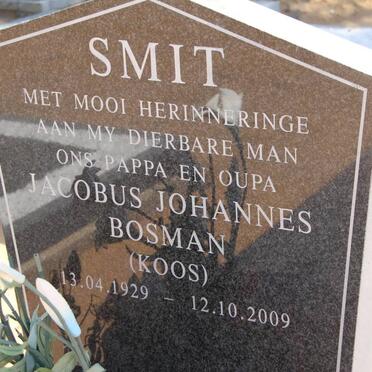 SMIT
MET MOOI HERINNERINGE
AAN MY DIERBARE MAN
ONS PAPPA EN OUPA
JACOBUS JOHANNES
BOSMAN
(KOOS)
13.04.1929 – 12.10.2009